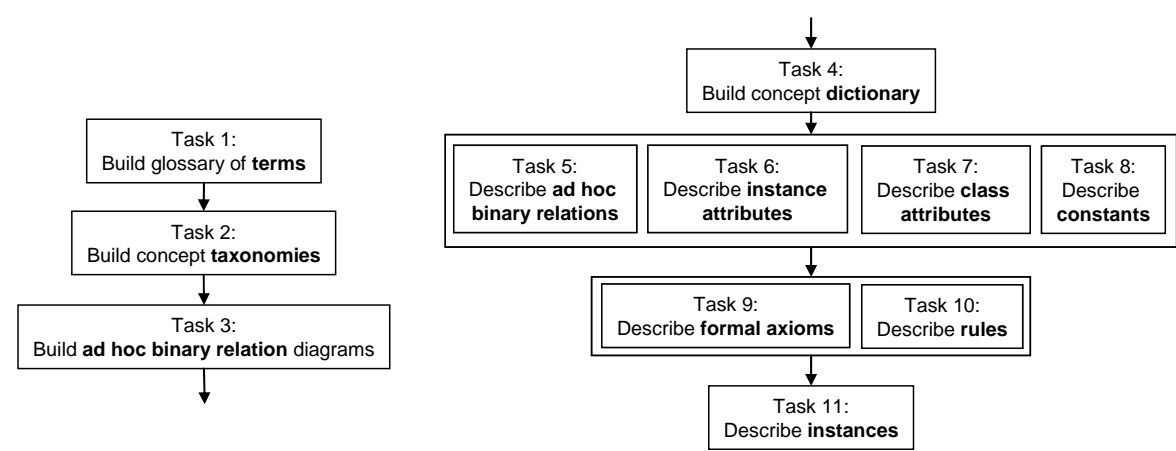 Task 1:
Build glossary of terms
Task 2:
Build concept taxonomies
Task 3:
Build ad hoc binary relation diagrams
Task 4:
Build concept dictionary
Task 5:
Describe ad hoc
binary relations
Task 6:
Describe instance
attributes
Task 7:
Describe class
attributes
Task 8:
Describe
constants
Task 9:
Describe formal axioms
Task 10:
Describe rules
Task 11:
Describe instances